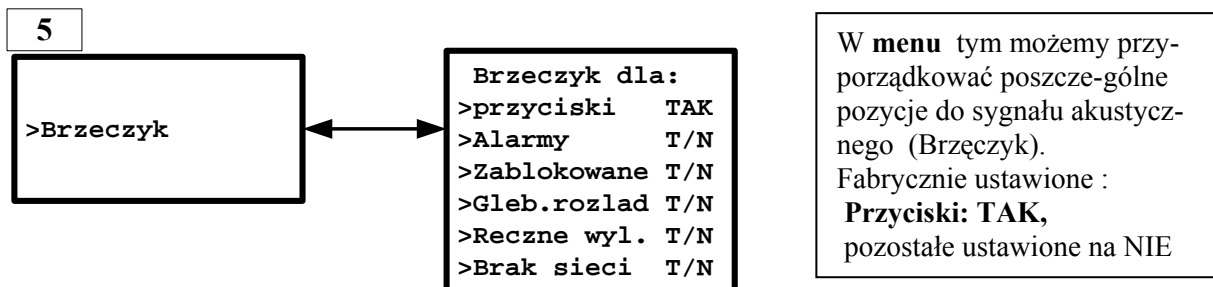 5
>Brzeczyk
Brzeczyk dla:
>przyciski TAK
>Alarmy T/N
>Zablokowane T/N
>Gleb.rozlad T/N
>Reczne wyl. T/N
>Brak sieci T/N
W menu tym możemy przy-
porządkować poszcze-gólne
pozycje do sygnału akustycz-
nego (Brzęczyk).
Fabrycznie ustawione :
Przyciski: TAK,
pozostałe ustawione na NIE